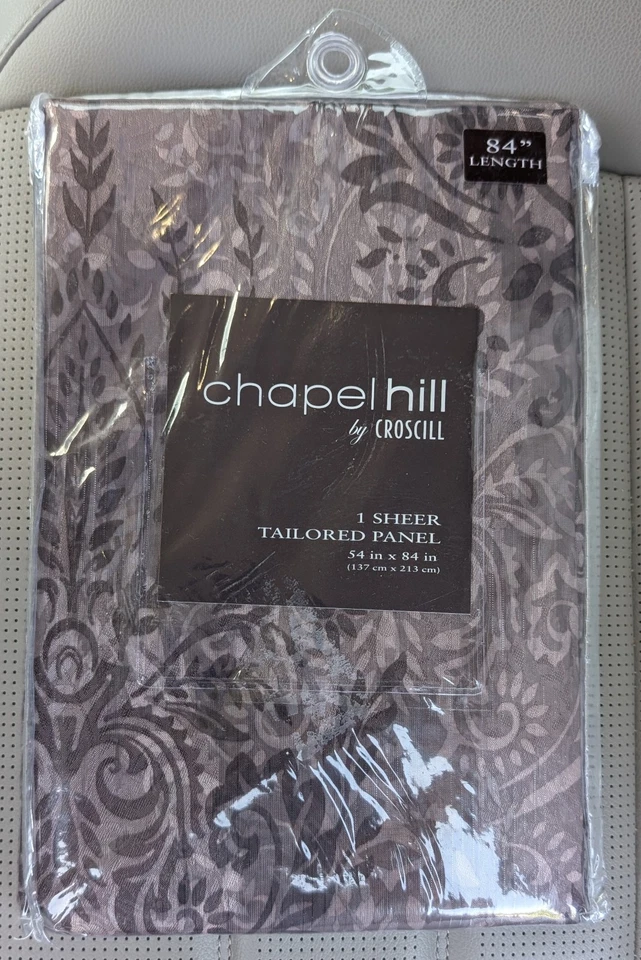 84”
LENGTH
chapel hill
by CROSCILL
1 SHEER
TAILORED PANEL
54 in x 84 in
(137 cm x 213 cm)